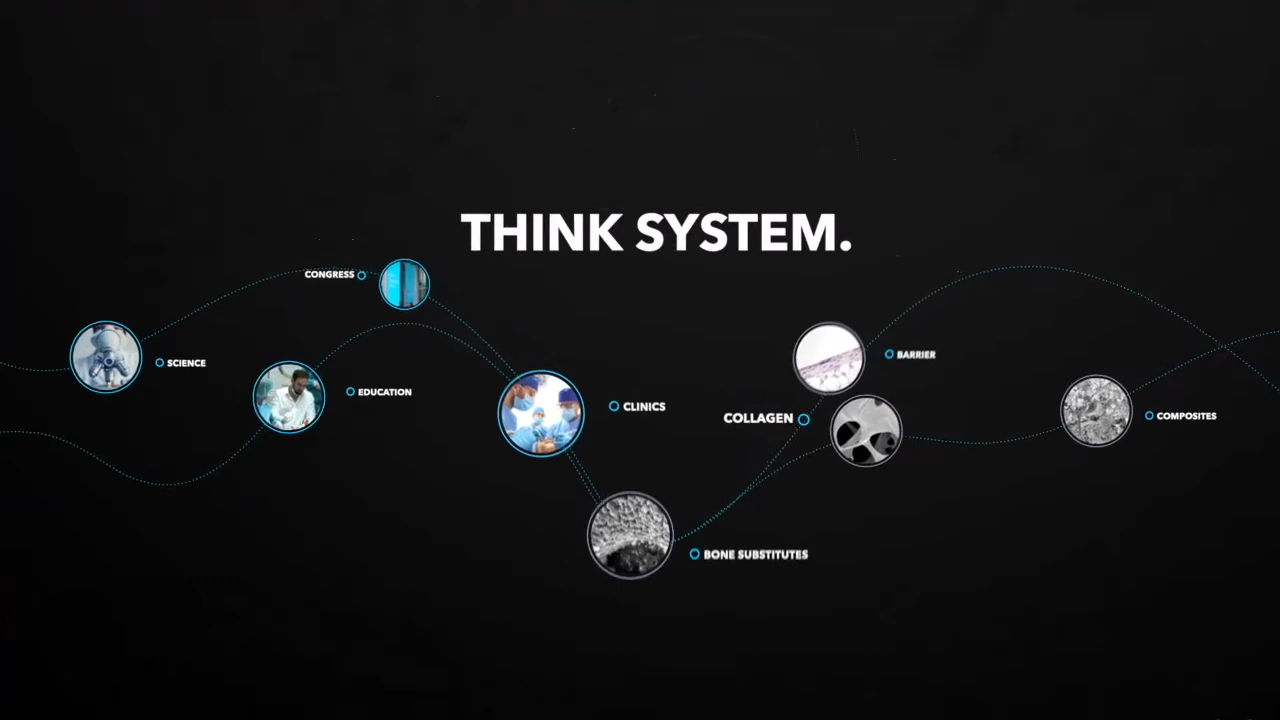 THINK SYSTEM.
CONGRESS
SCIENCE
EDUCATION
CLINICS
BARRIER
COLLAGEN
COMPOSITES
BONE SUBSTITUTES